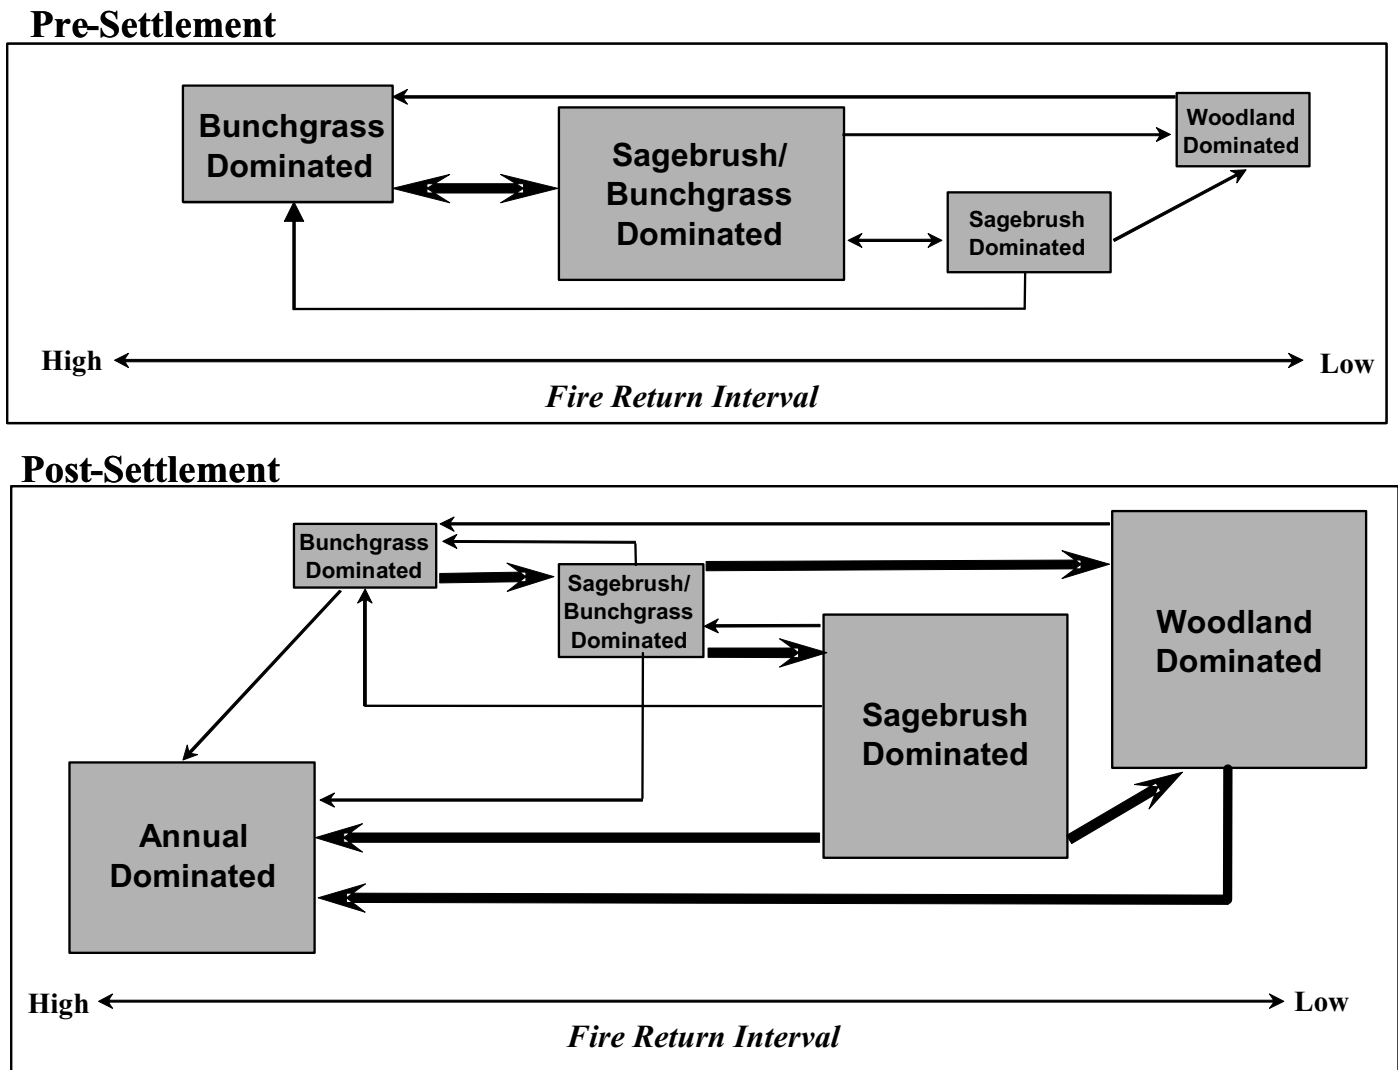 Pre-Settlement
Bunchgrass
Dominated
Sagebrush/
Bunchgrass
Dominated
Woodland
Dominated
Sagebrush
Dominated
High
Low
Fire Return Interval
Post-Settlement
Bunchgrass
Dominated
Sagebrush/
Bunchgrass
Dominated
Woodland
Dominated
Sagebrush
Dominated
Annual
Dominated
High
Low
Fire Return Interval